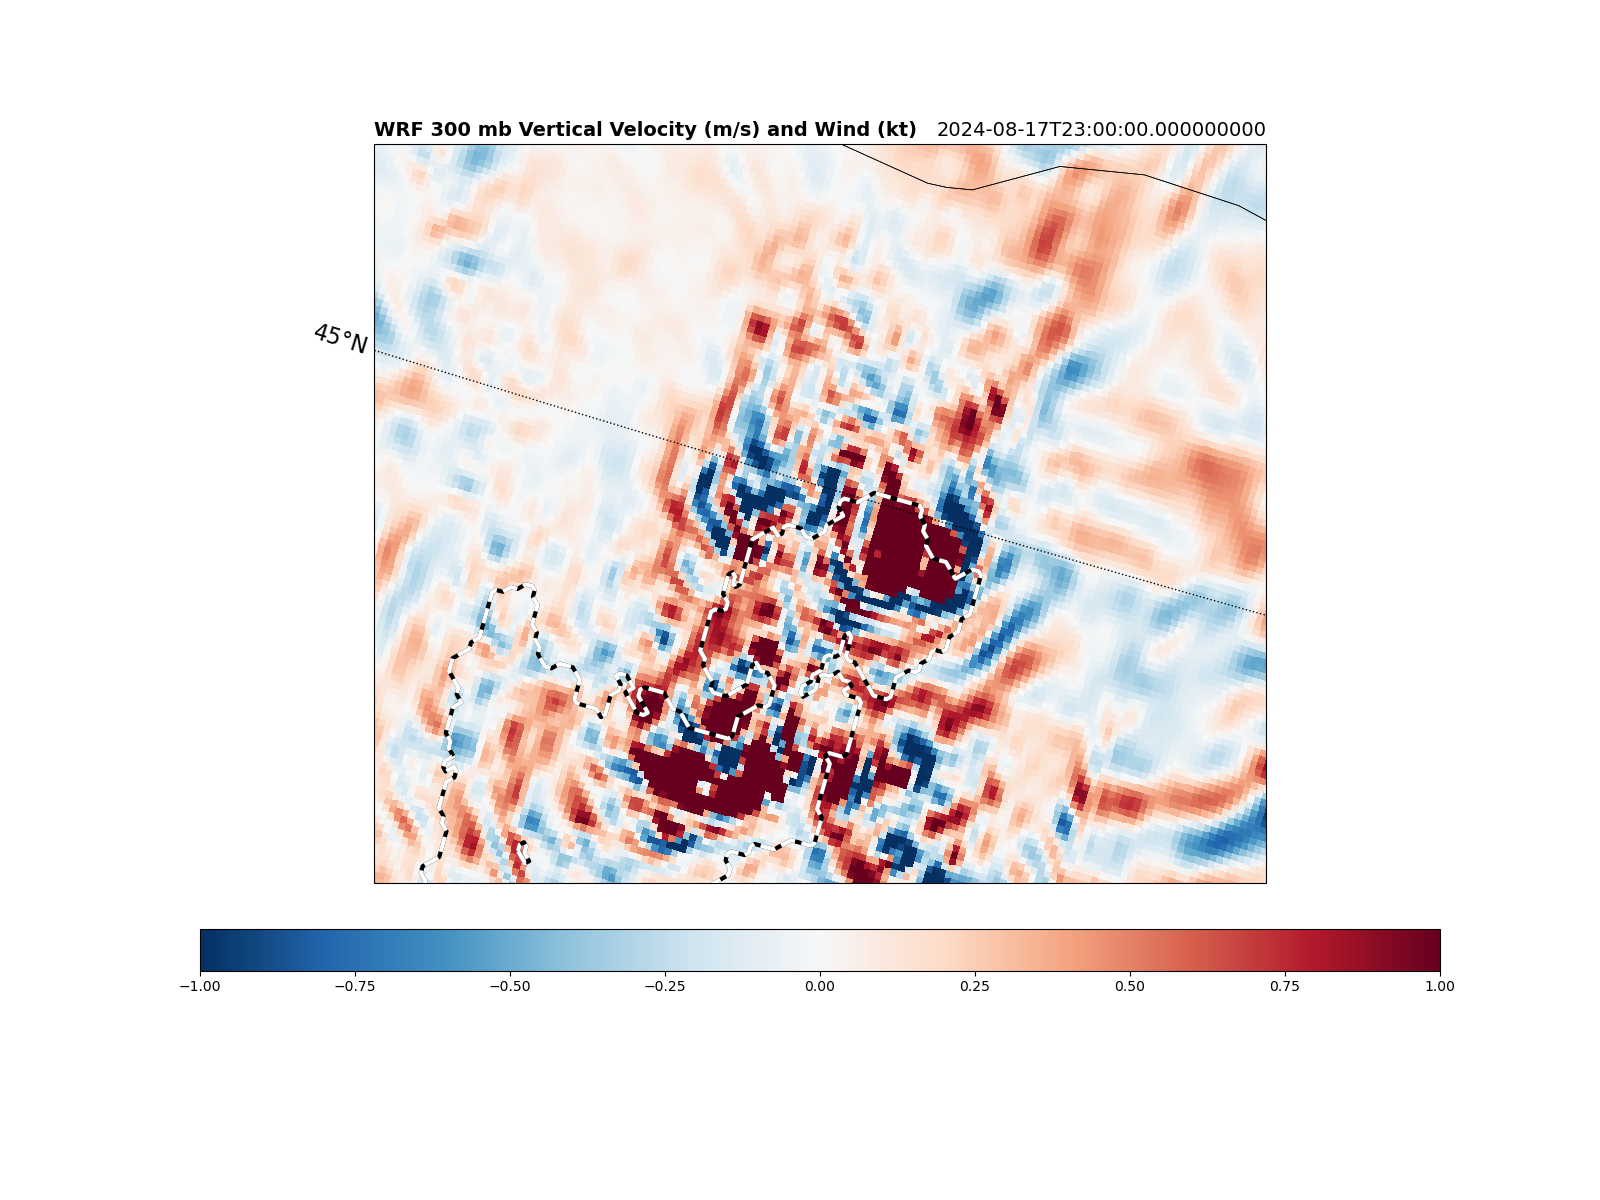 WRF 300 mb Vertical Velocity (m/s) and Wind (kt) 2024-08-17T23:00:00.000000000
45°N
−1.00 −0.75 −0.50 −0.25 0.00 0.25 0.50 0.75 1.00